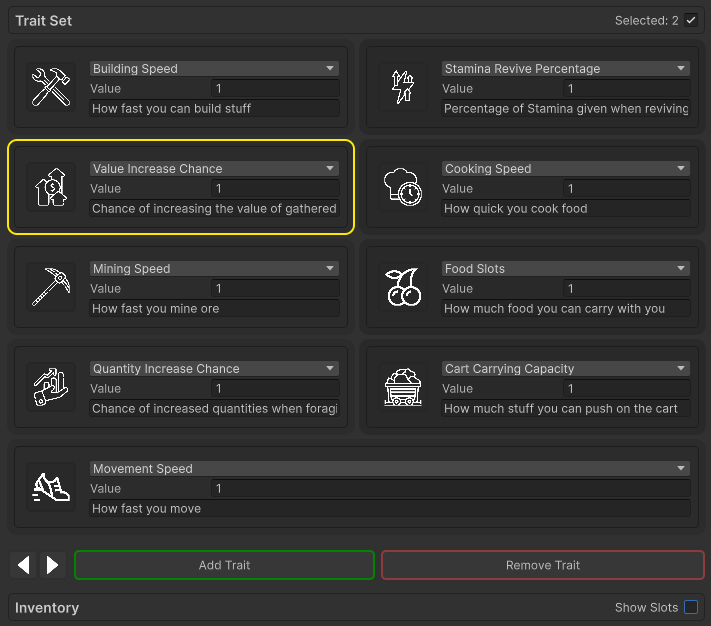 Trait Set
Selected: 2
Building Speed
Value 1
How fast you can build stuff
Stamina Revive Percentage
Value 1
Percentage of Stamina given when reviving
Value Increase Chance
Value 1
Chance of increasing the value of gathered
Cooking Speed
Value 1
How quick you cook food
Mining Speed
Value 1
How fast you mine ore
Food Slots
Value 1
How much food you can carry with you
Quantity Increase Chance
Value 1
Chance of increased quantities when foragi
Cart Carrying Capacity
Value 1
How much stuff you can push on the cart
Movement Speed
Value 1
How fast you move
Add Trait
Remove Trait
Inventory
Show Slots